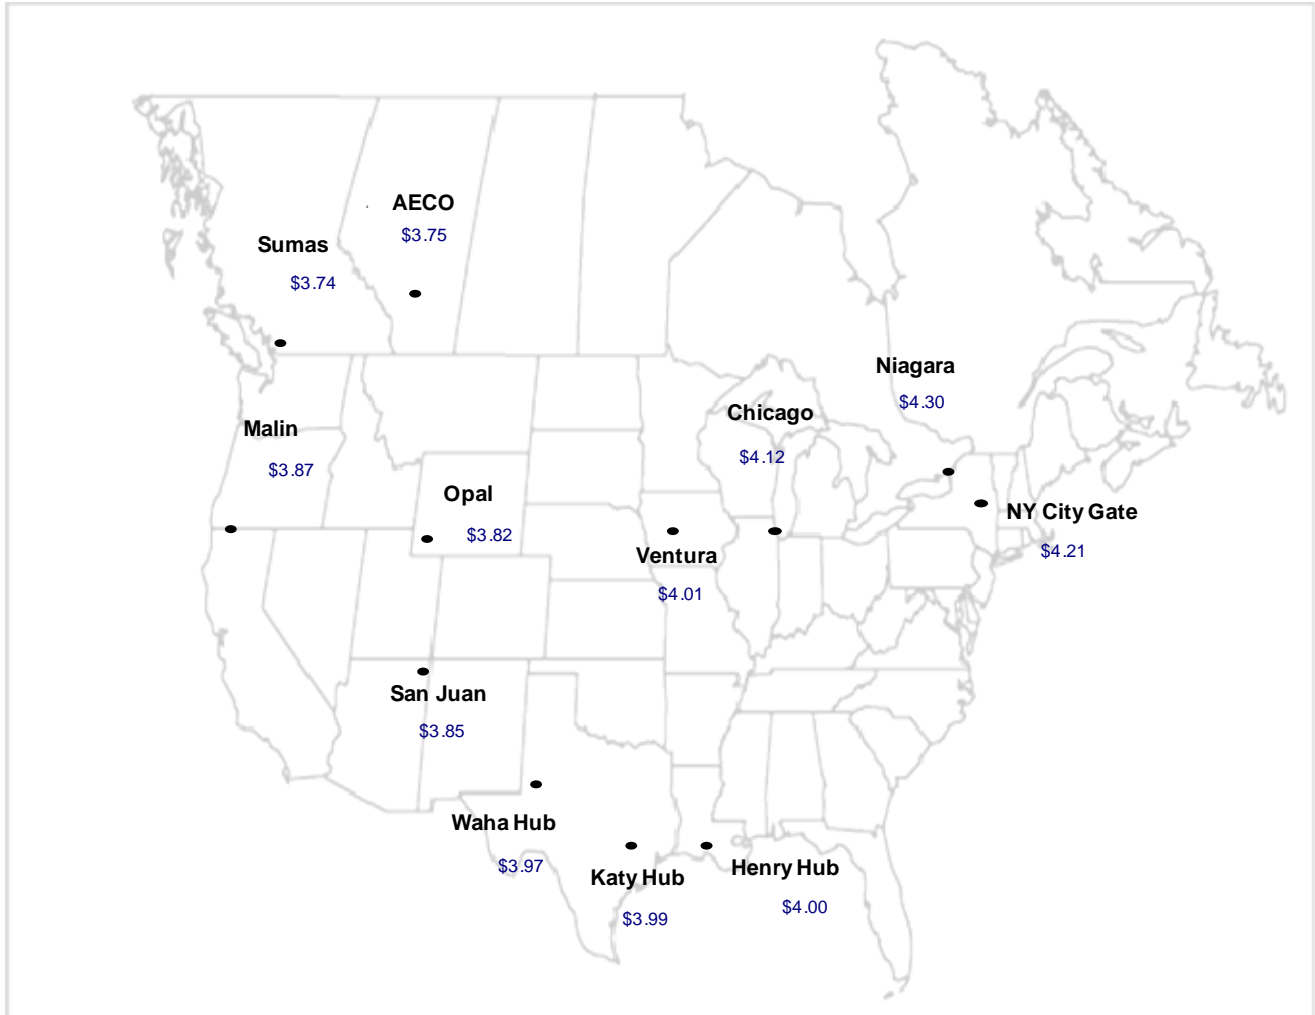 AECO
$3.75
Sumas
$3.74
Niagara
$4.30
Chicago
$4.12
Malin
$3.87
Opal
$3.82
NY City Gate
$4.21
Ventura
$4.01
San Juan
$3.85
Waha Hub
$3.97
Katy Hub
$3.99
Henry Hub
$4.00